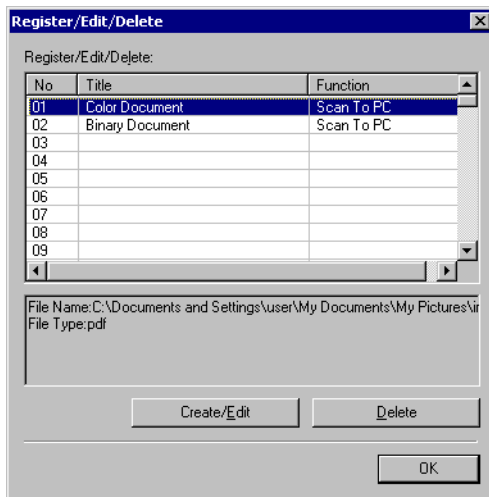 Register/Edit/Delete
Register/Edit/Delete:
No Title Function
01 Color Document Scan To PC
02 Binary Document Scan To PC
03
04
05
06
07
08
09
File Name:C:\Documents and Settings\user\My Documents\My Pictures\
File Type:pdf
Create/Edit Delete
OK